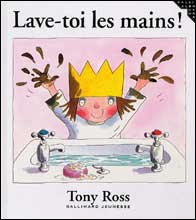 Lave-toi les mains!
Tony Ross
GALLIMARD JEUNESSE